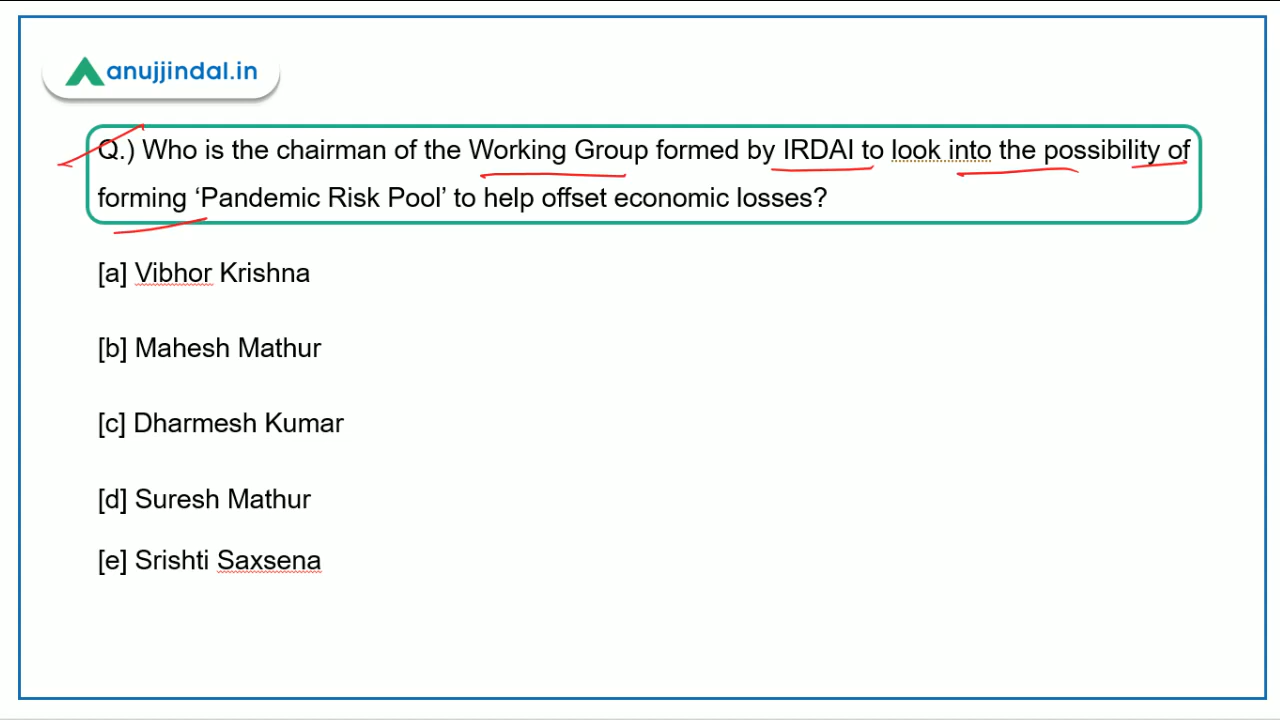 anujjindal.in
Q.) Who is the chairman of the Working Group formed by IRDAI to look into the possibility of
forming ‘Pandemic Risk Pool’ to help offset economic losses?
[a] Vibhor Krishna
[b] Mahesh Mathur
[c] Dharmesh Kumar
[d] Suresh Mathur
[e] Srishti Saxsena